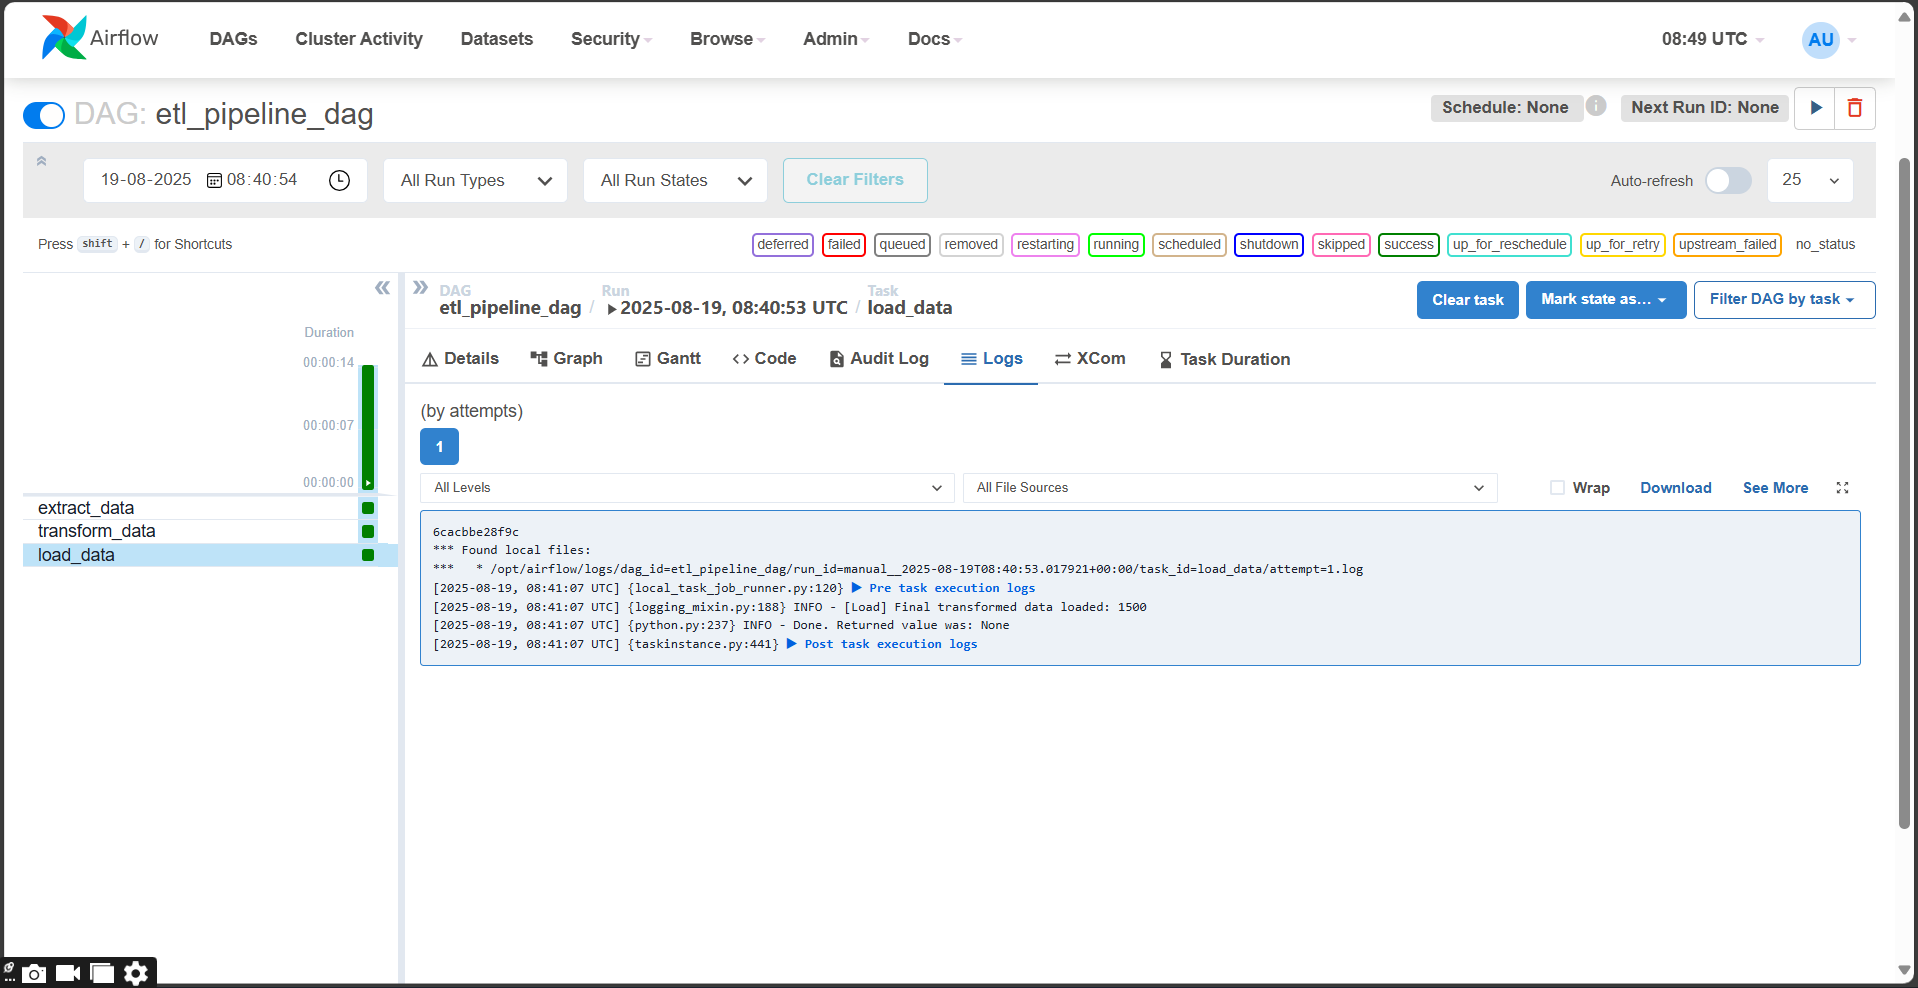 Airflow DAGs Cluster Activity Datasets Security Browse Admin Docs 08:49 UTC AU
DAG: etl_pipeline_dag Schedule: None i Next Run ID: None
19-08-2025 08:40:54 All Run Types All Run States Clear Filters Auto-refresh 25
Press shift + / for Shortcuts deferred failed queued removed restarting running scheduled shutdown skipped success up_for_reschedule up_for_retry upstream_failed no_status
DAG Run Task
etl_pipeline_dag / 2025-08-19, 08:40:53 UTC / load_data Clear task Mark state as... Filter DAG by task
Duration
00:00:14
00:00:07
00:00:00
extract_data
transform_data
load_data
Details Graph Gantt Code Audit Log Logs XCom Task Duration
(by attempts)
1
All Levels All File Sources Wrap Download See More
6cacbbe28f9c
*** Found local files:
***   * /opt/airflow/logs/dag_id=etl_pipeline_dag/run_id=manual__2025-08-19T08:40:53.017921+00:00/task_id=load_data/attempt=1.log
[2025-08-19, 08:41:07 UTC] {local_task_job_runner.py:120} ▶ Pre task execution logs
[2025-08-19, 08:41:07 UTC] {logging_mixin.py:188} INFO - [Load] Final transformed data loaded: 1500
[2025-08-19, 08:41:07 UTC] {python.py:237} INFO - Done. Returned value was: None
[2025-08-19, 08:41:07 UTC] {taskinstance.py:441} ▶ Post task execution logs